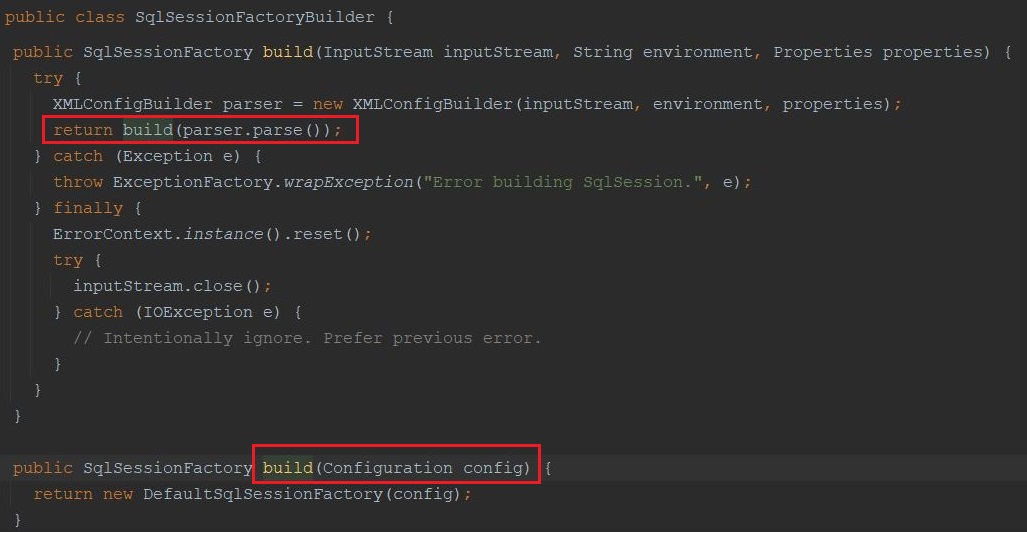 public class SqlSessionFactoryBuilder {
public SqlSessionFactory build(InputStream inputStream, String environment, Properties properties) {
try {
XMLConfigBuilder parser = new XMLConfigBuilder(inputStream, environment, properties);
return build(parser.parse());
} catch (Exception e) {
throw ExceptionFactory.wrapException("Error building SqlSession.", e);
} finally {
ErrorContext.instance().reset();
try {
inputStream.close();
} catch (IOException e) {
// Intentionally ignore. Prefer previous error.
}
}
}
public SqlSessionFactory build(Configuration config) {
return new DefaultSqlSessionFactory(config);
}